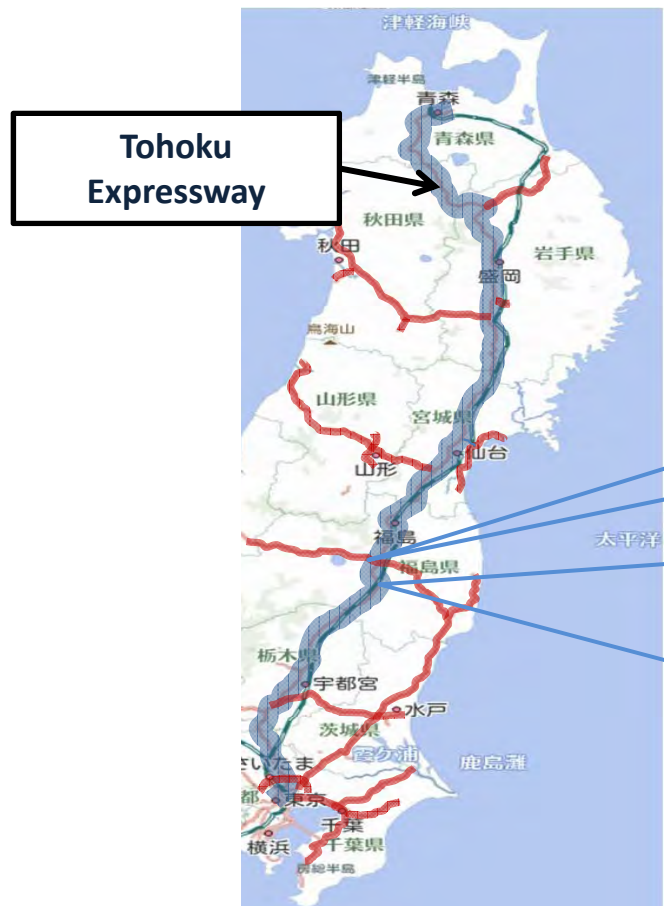 津軽海峡
津軽半島
青森
青森県
Tohoku
Expressway
秋田県
秋田
岩手県
盛岡
鳥海山
山形県
宮城県
山形
仙台
福島
太平洋
福島県
栃木県
宇都宮
水戸
茨城県
さいたま
霞ケ浦
鹿島灘
都
東京
千葉
横浜
千葉県
房総半島